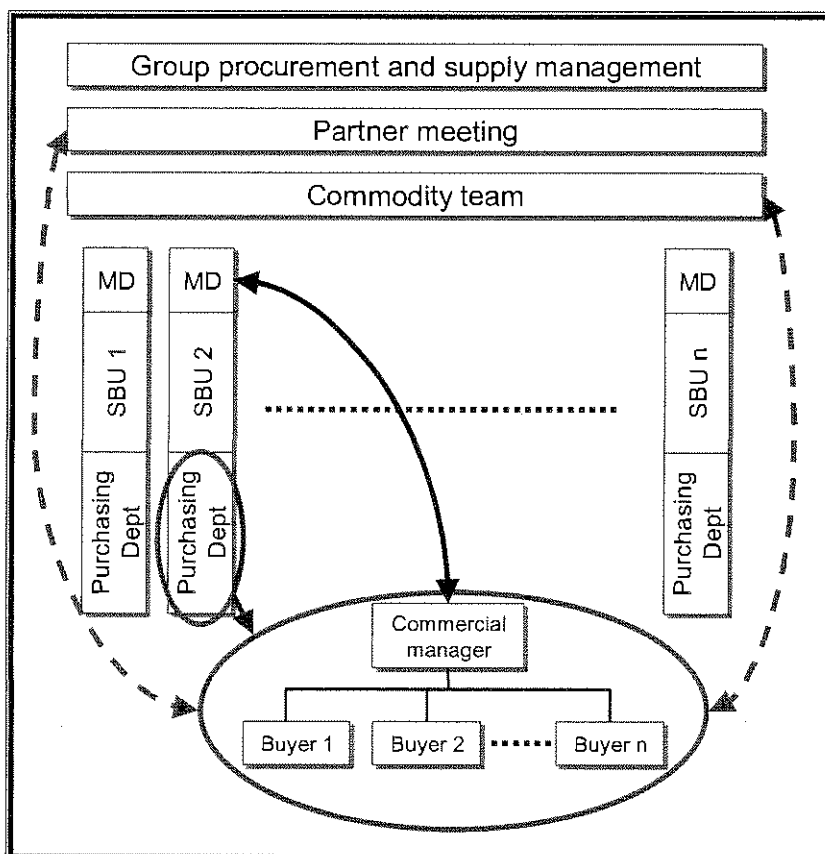 Group procurement and supply management
Partner meeting
Commodity team
MD
SBU 1
Purchasing
Dept
MD
SBU 2
Purchasing
Dept
MD
SBU n
Purchasing
Dept
Commercial
manager
Buyer 1
Buyer 2
Buyer n